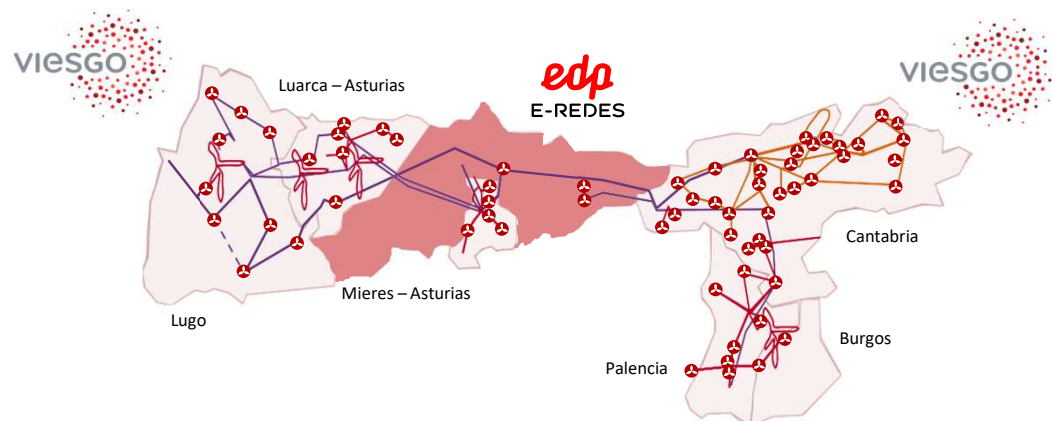 VIESGO
Luarca – Asturias
edp
E-REDES
VIESGO
Cantabria
Mieres – Asturias
Lugo
Burgos
Palencia